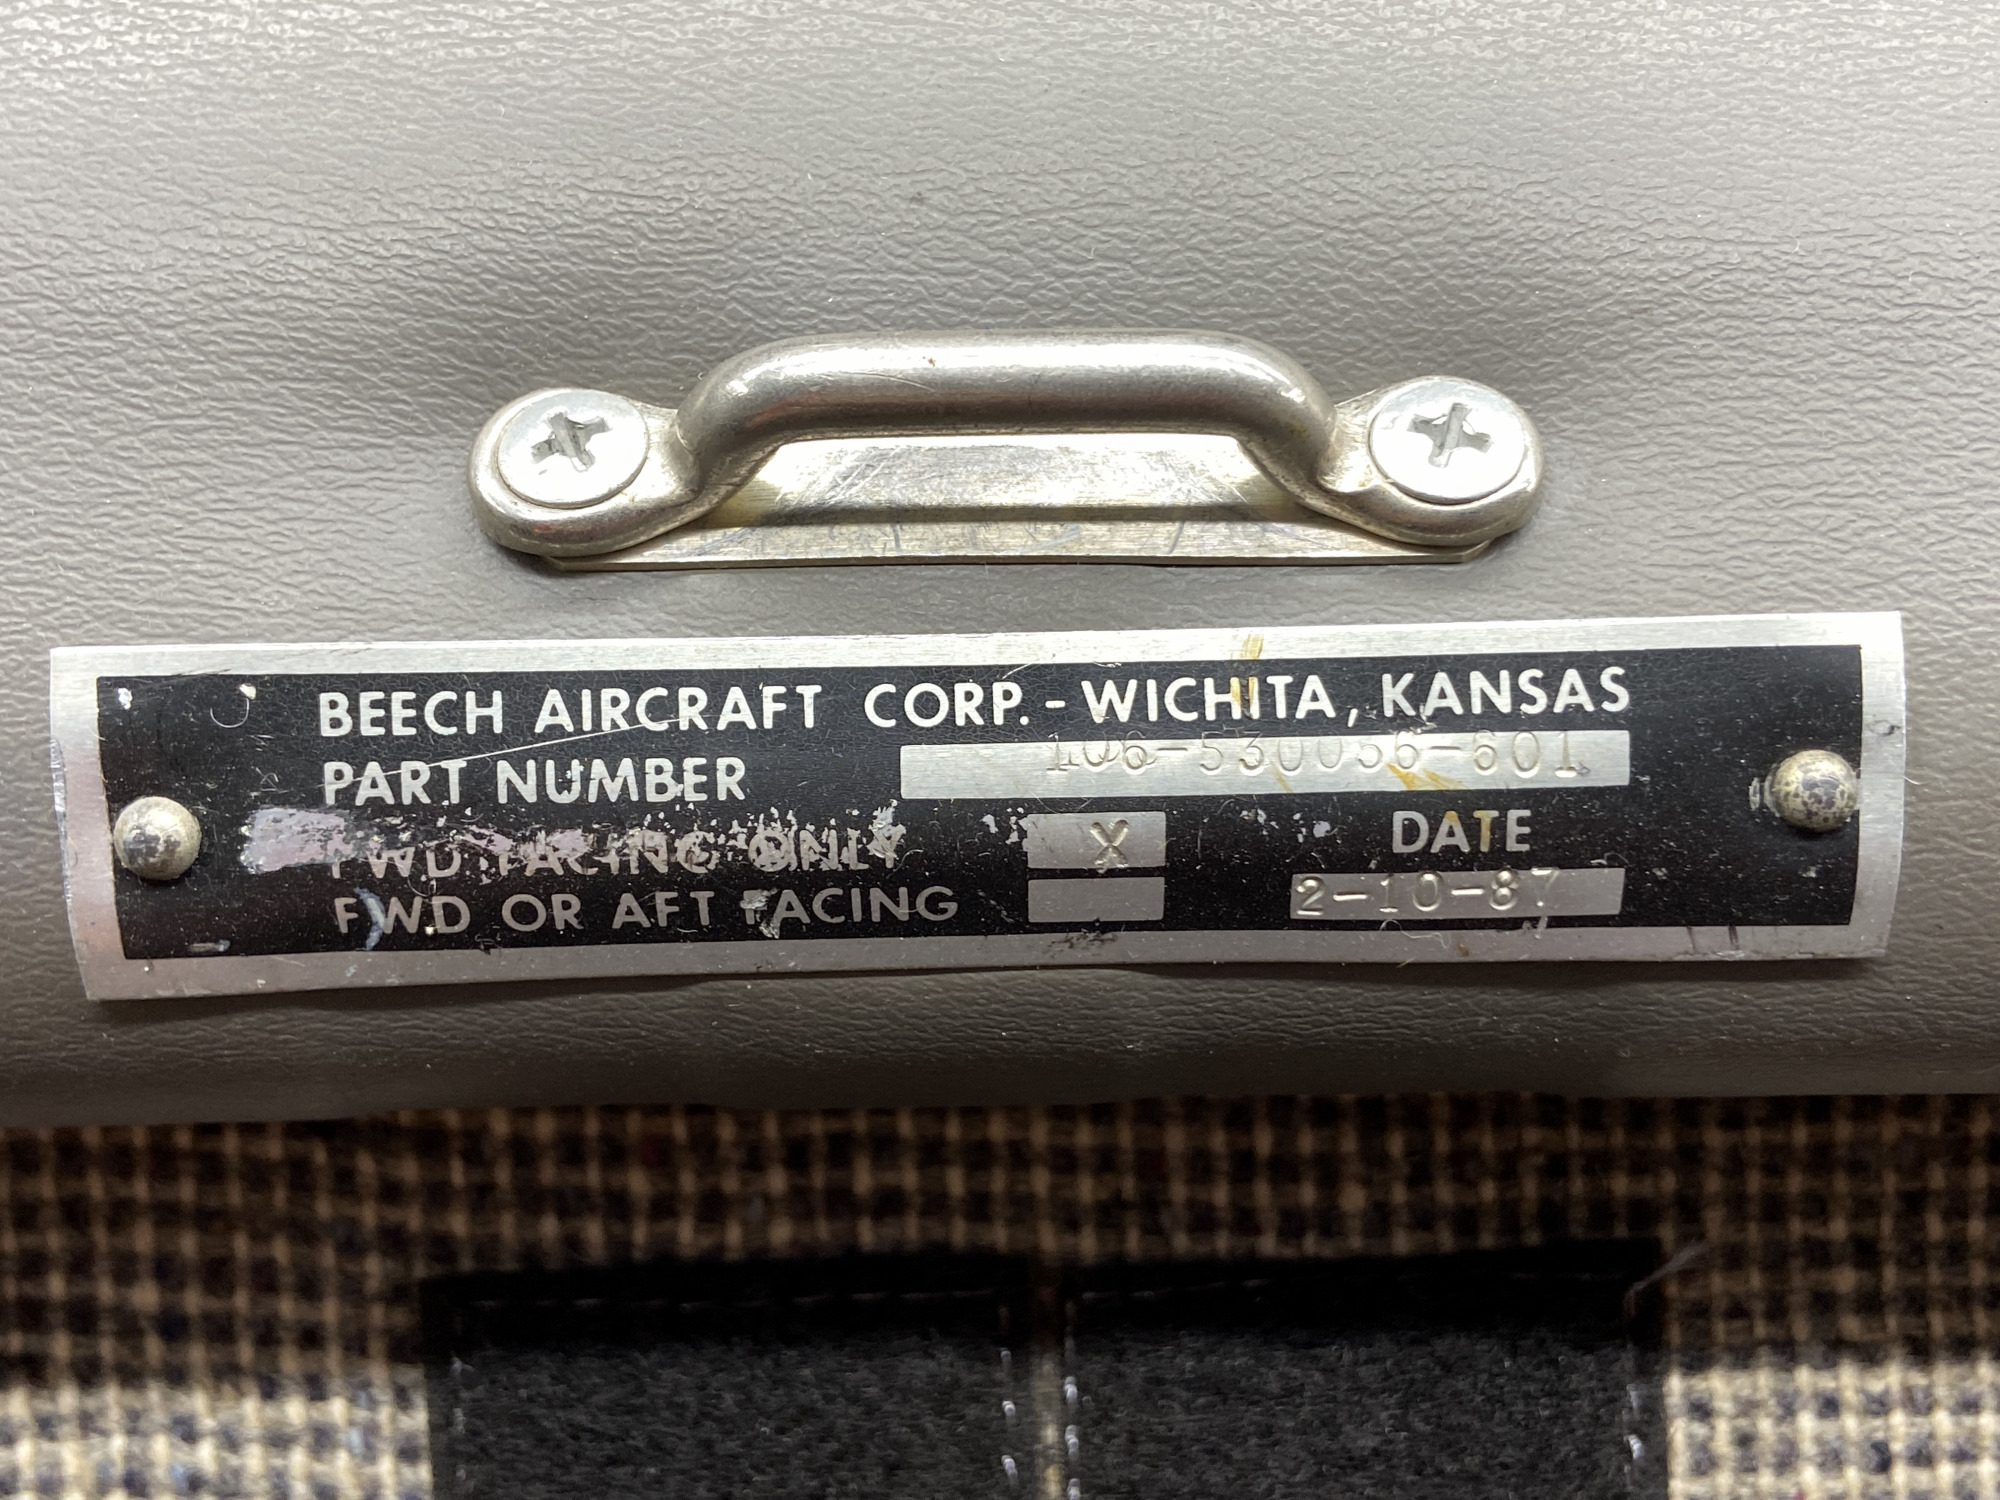 BEECH AIRCRAFT CORP. - WICHITA, KANSAS
PART NUMBER 106-530056-601
FWD FACING ONLY X DATE
FWD OR AFT FACING 2-10-87